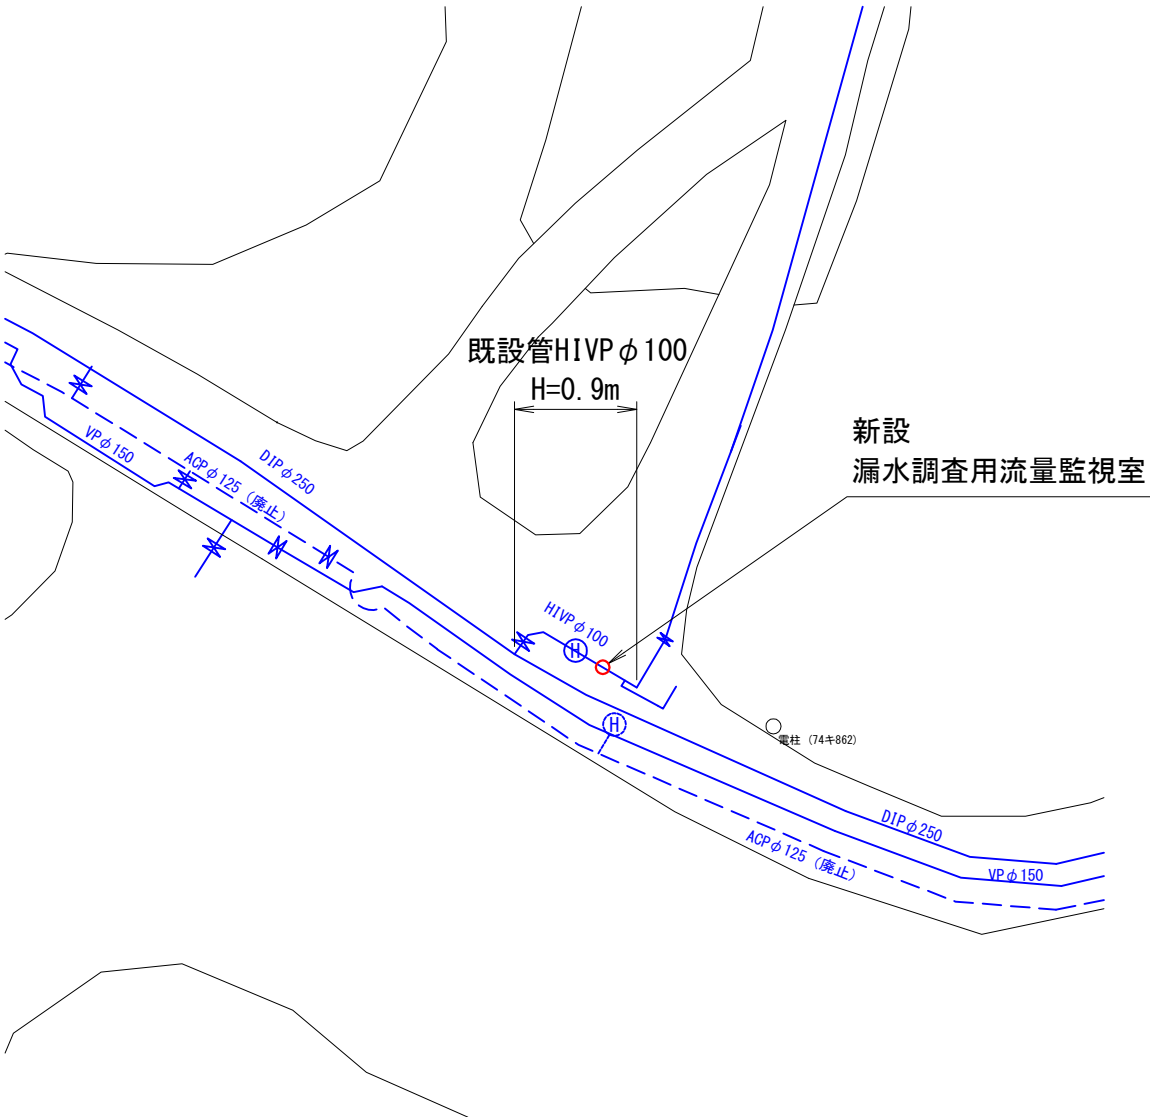 既設管HIVPφ100
H=0.9m
新設
漏水調査用流量監視室
VPφ150
ACPφ125（廃止）
DIPφ250
HIVPφ100
H
H
電柱（74キ862）
DIPφ250
ACPφ125（廃止）
VPφ150